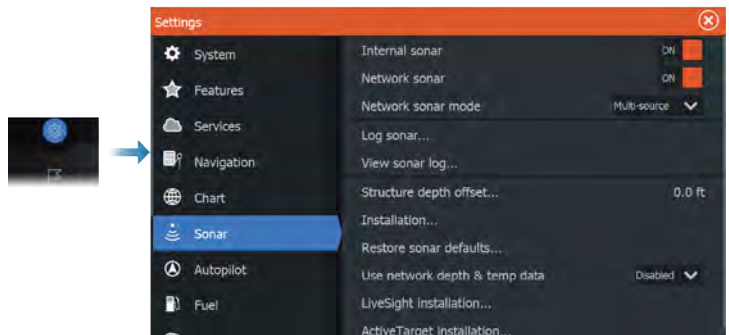 Settings
System
Features
Services
Navigation
Chart
Sonar
Autopilot
Fuel
Internal sonar ON
Network sonar ON
Network sonar mode Multi-source
Log sonar...
View sonar log...
Structure depth offset... 0.0 ft
Installation...
Restore sonar defaults...
Use network depth & temp data Disabled
LiveSight installation...
ActiveTarget installation...